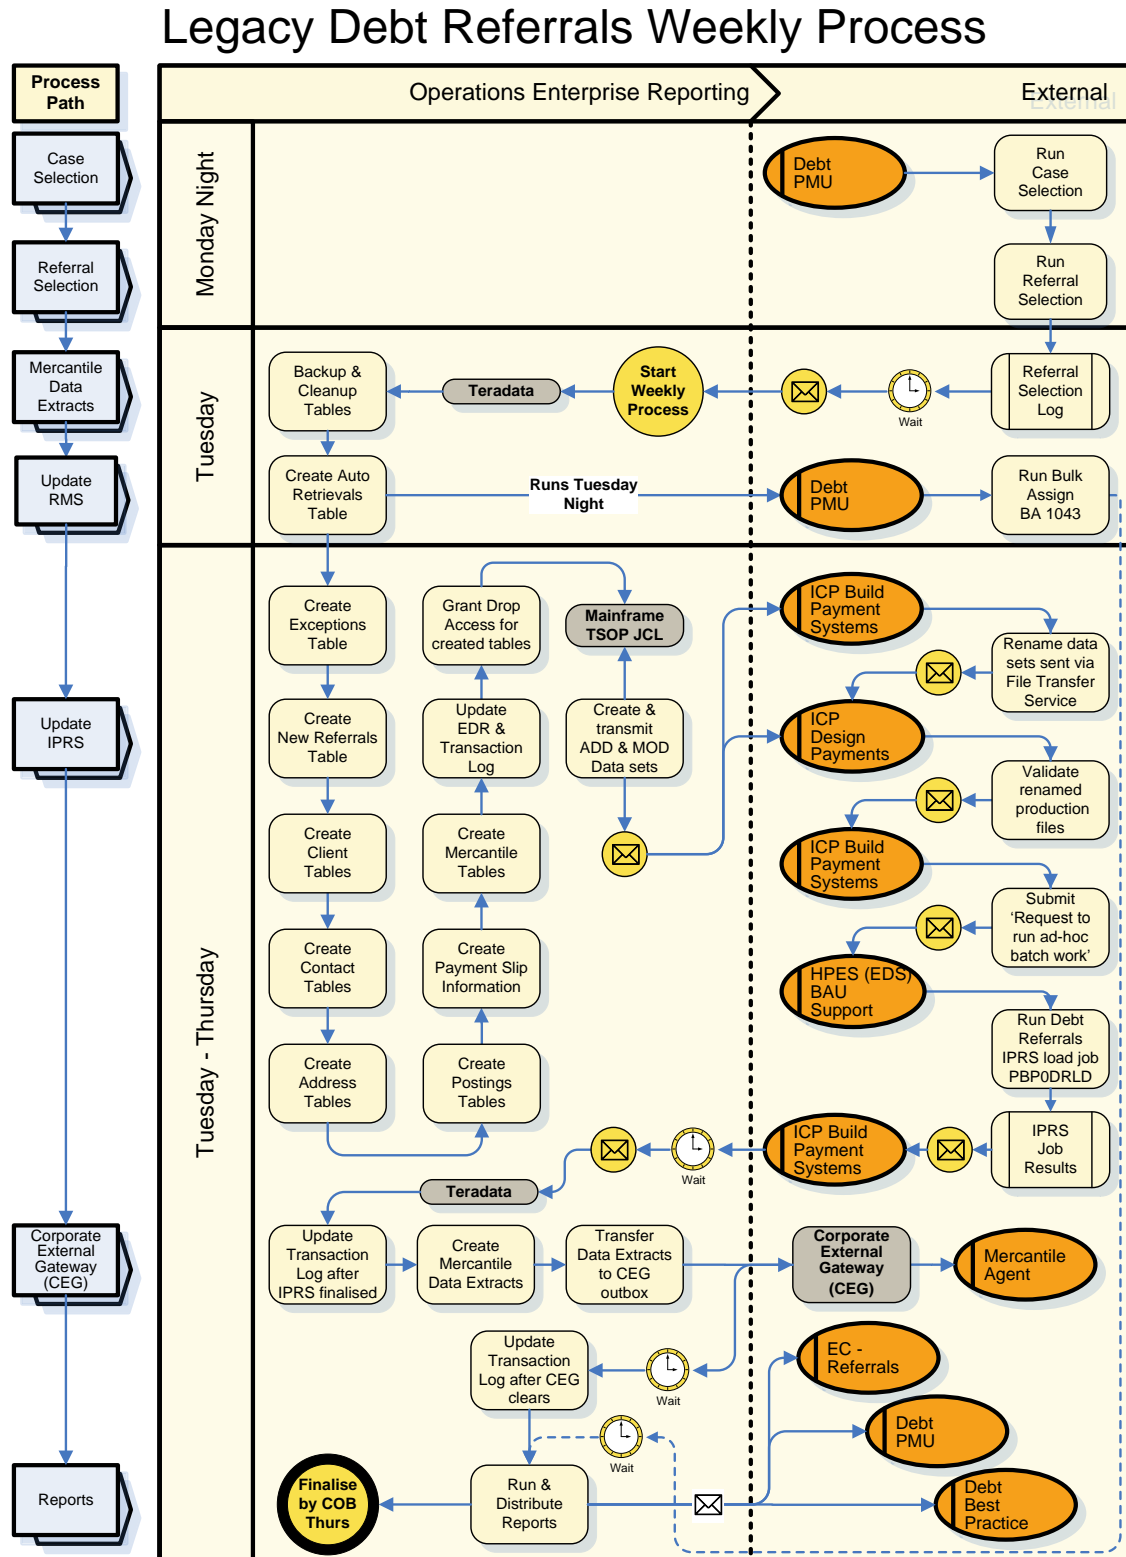 Legacy Debt Referrals Weekly Process
Process
Path
Operations Enterprise Reporting
External
Case
Selection
Referral
Selection
Mercantile
Data
Extracts
Update
RMS
Update
IPRS
Corporate
External
Gateway
(CEG)
Reports
Monday Night
Debt
PMU
Run
Case
Selection
Run
Referral
Selection
Tuesday
Backup &
Cleanup
Tables
Teradata
Start
Weekly
Process
Wait
Referral
Selection
Log
Create Auto
Retrievals
Table
Runs Tuesday
Night
Debt
PMU
Run Bulk
Assign
BA 1043
Tuesday - Thursday
Create
Exceptions
Table
Grant Drop
Access for
created tables
Mainframe
TSOP JCL
ICP Build
Payment
Systems
Rename data
sets sent via
File Transfer
Service
Create
New Referrals
Table
Update
EDR &
Transaction
Log
Create &
transmit
ADD & MOD
Data sets
ICP
Design
Payments
Validate
renamed
production
files
Create
Client
Tables
Create
Mercantile
Tables
ICP Build
Payment
Systems
Submit
‘Request to
run ad-hoc
batch work’
Create
Contact
Tables
Create
Payment Slip
Information
HPES (EDS)
BAU
Support
Run Debt
Referrals
IPRS load job
PBP0DRLD
Create
Address
Tables
Create
Postings
Tables
Wait
ICP Build
Payment
Systems
IPRS
Job
Results
Teradata
Update
Transaction
Log after
IPRS finalised
Create
Mercantile
Data Extracts
Transfer
Data Extracts
to CEG
outbox
Corporate
External
Gateway
(CEG)
Mercantile
Agent
Update
Transaction
Log after CEG
clears
Wait
EC -
Referrals
Wait
Debt
PMU
Finalise
by COB
Thurs
Run &
Distribute
Reports
Debt
Best
Practice